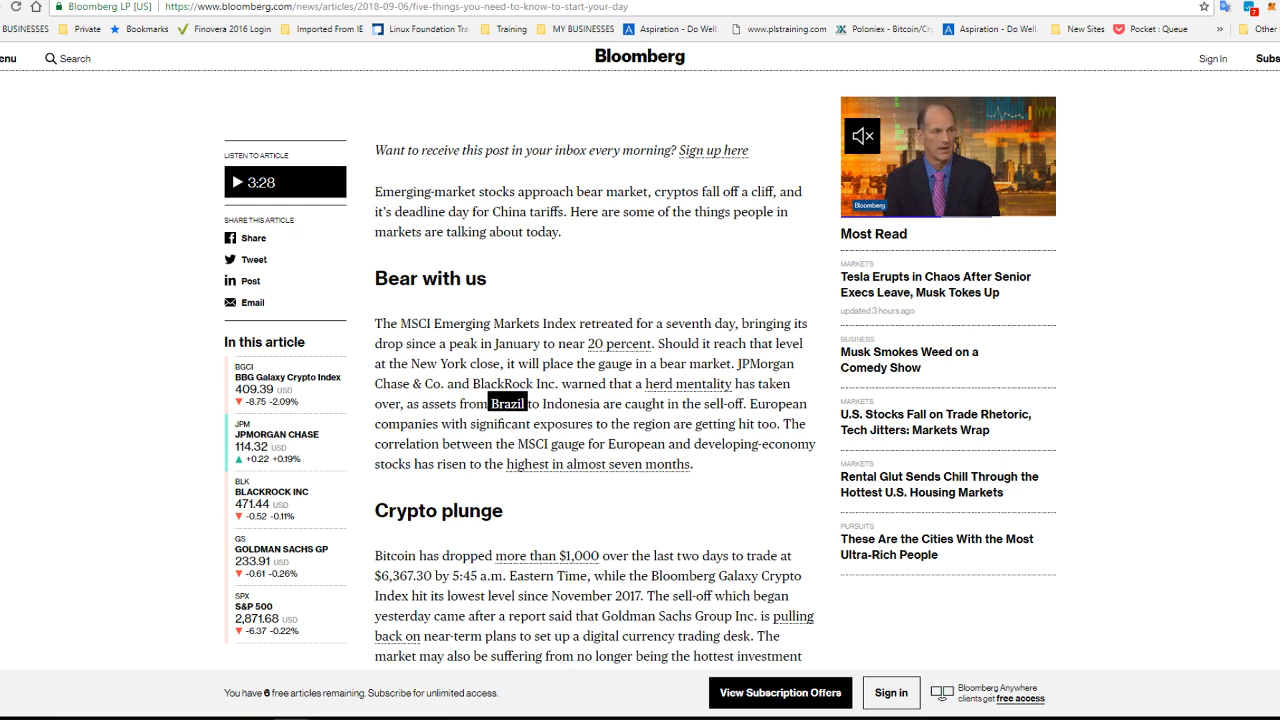 Bloomberg LP [US] https://www.bloomberg.com/news/articles/2018-09-06/five-things-you-need-to-know-to-start-your-day
BUSINESSES Private Bookmarks Finovera 2016 Login Imported From IE Linux Foundation Tra Training MY BUSINESSES Aspiration - Do Well. www.plstraining.com Poloniex - Bitcoin/Cry Aspiration - Do Well. New Sites Pocket : Queue » Other
enu Search Bloomberg Sign In Subs
LISTEN TO ARTICLE
3:28
SHARE THIS ARTICLE
Share
Tweet
Post
Email
In this article
BGCI
BBG Galaxy Crypto Index
409.39 USD
▼ -8.75 -2.09%
JPM
JPMORGAN CHASE
114.32 USD
▲ +0.22 +0.19%
BLK
BLACKROCK INC
471.44 USD
▼ -0.52 -0.11%
GS
GOLDMAN SACHS GP
233.91 USD
▼ -0.61 -0.26%
SPX
S&P 500
2,871.68 USD
▼ -6.37 -0.22%
Want to receive this post in your inbox every morning? Sign up here
Emerging-market stocks approach bear market, cryptos fall off a cliff, and
it’s deadline day for China tariffs. Here are some of the things people in
markets are talking about today.
Bear with us
The MSCI Emerging Markets Index retreated for a seventh day, bringing its
drop since a peak in January to near 20 percent. Should it reach that level
at the New York close, it will place the gauge in a bear market. JPMorgan
Chase & Co. and BlackRock Inc. warned that a herd mentality has taken
over, as assets from Brazil to Indonesia are caught in the sell-off. European
companies with significant exposures to the region are getting hit too. The
correlation between the MSCI gauge for European and developing-economy
stocks has risen to the highest in almost seven months.
Crypto plunge
Bitcoin has dropped more than $1,000 over the last two days to trade at
$6,367.30 by 5:45 a.m. Eastern Time, while the Bloomberg Galaxy Crypto
Index hit its lowest level since November 2017. The sell-off which began
yesterday came after a report said that Goldman Sachs Group Inc. is pulling
back on near-term plans to set up a digital currency trading desk. The
market may also be suffering from no longer being the hottest investment
Bloomberg
Most Read
MARKETS
Tesla Erupts in Chaos After Senior
Execs Leave, Musk Tokes Up
updated 3 hours ago
BUSINESS
Musk Smokes Weed on a
Comedy Show
MARKETS
U.S. Stocks Fall on Trade Rhetoric,
Tech Jitters: Markets Wrap
MARKETS
Rental Glut Sends Chill Through the
Hottest U.S. Housing Markets
PURSUITS
These Are the Cities With the Most
Ultra-Rich People
You have 6 free articles remaining. Subscribe for unlimited access.
View Subscription Offers
Sign in
Bloomberg Anywhere
clients get free access